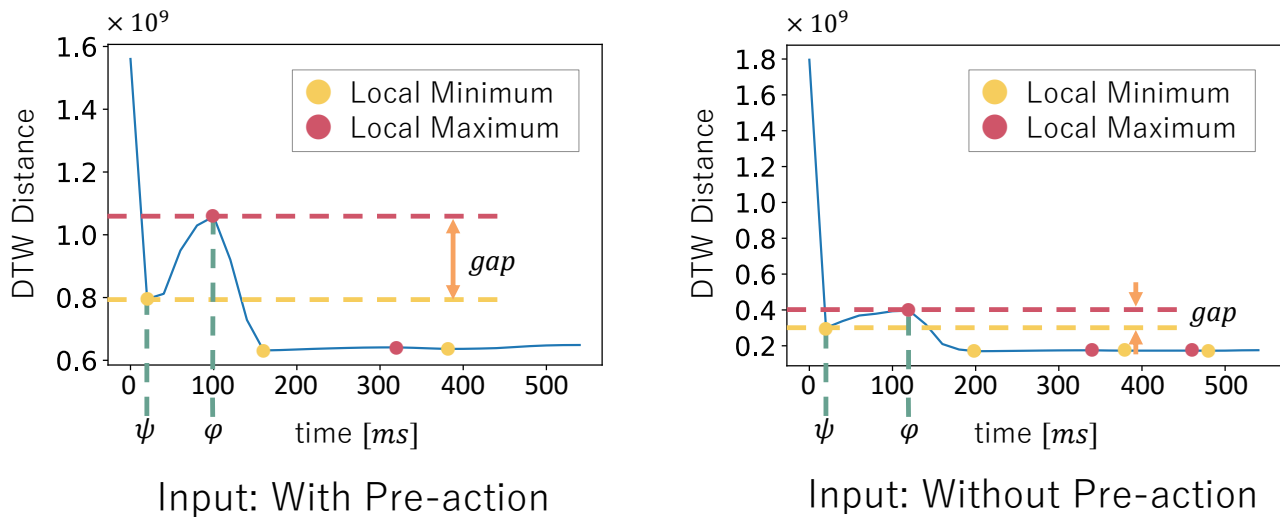 × 10⁹
1.6
1.4
1.2
1.0
0.8
0.6
DTW Distance
Local Minimum
Local Maximum
gap
0
100
200
300
400
500
ψ
φ
time [ms]
Input: With Pre-action
× 10⁹
1.8
1.6
1.4
1.2
1.0
0.8
0.6
0.4
0.2
DTW Distance
Local Minimum
Local Maximum
gap
0
100
200
300
400
500
ψ
φ
time [ms]
Input: Without Pre-action